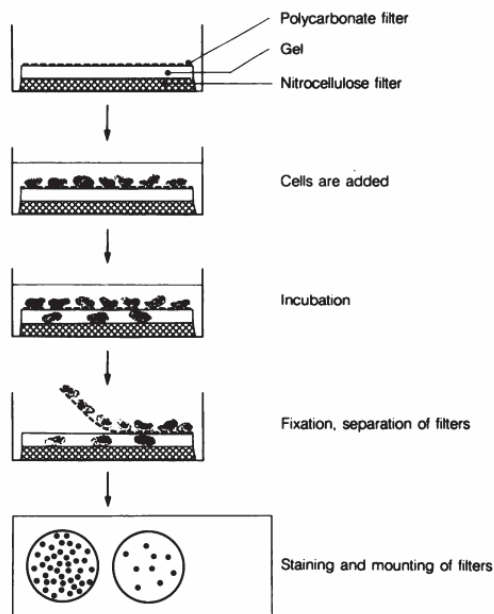 Polycarbonate filter
Gel
Nitrocellulose filter
Cells are added
Incubation
Fixation, separation of filters
Staining and mounting of filters